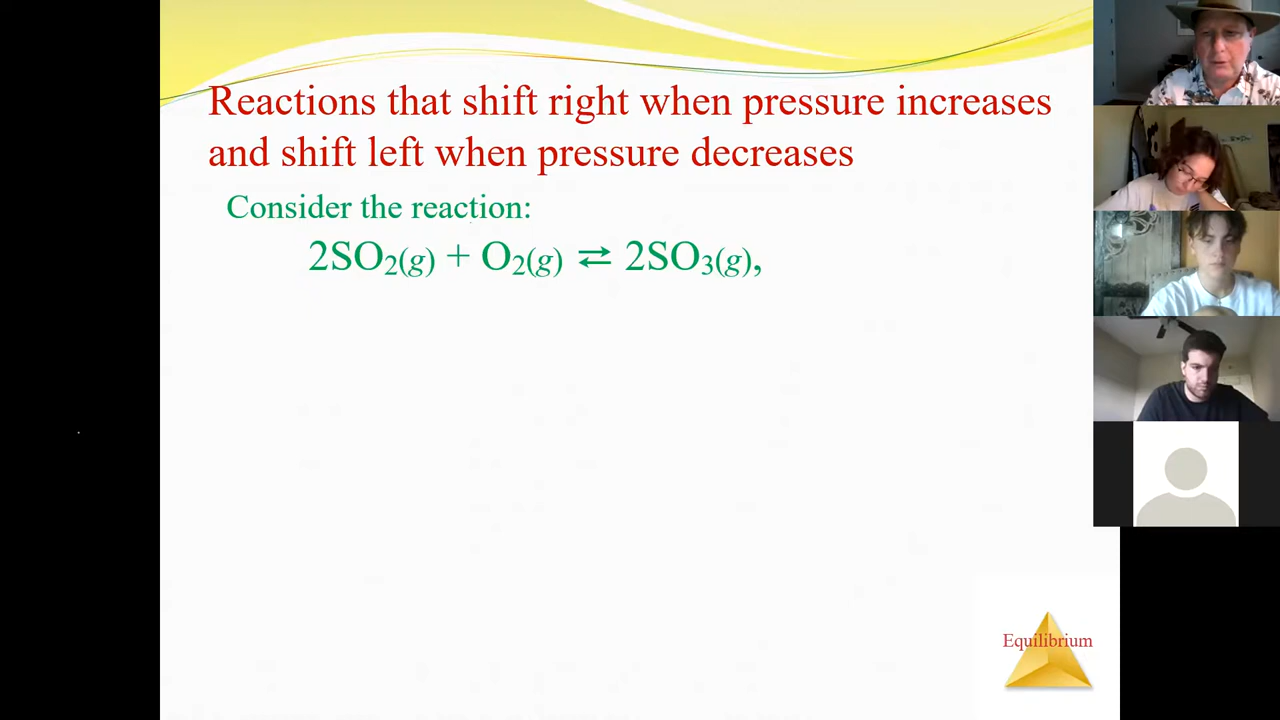 Reactions that shift right when pressure increases
and shift left when pressure decreases
Consider the reaction:
2SO₂(g) + O₂(g) ⇄ 2SO₃(g),
Equilibrium